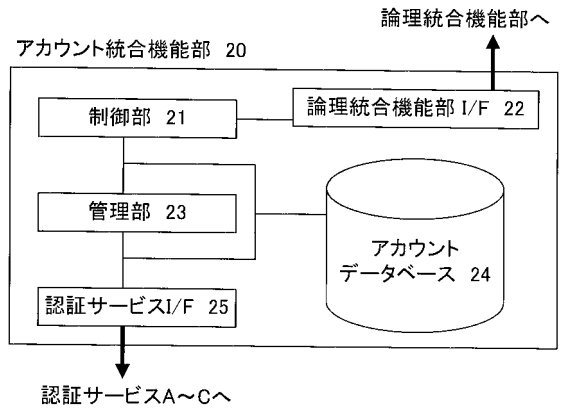 論理統合機能部へ
アカウント統合機能部 20
制御部 21
論理統合機能部 I/F 22
管理部 23
アカウント
データベース 24
認証サービスI/F 25
認証サービスA～Cへ